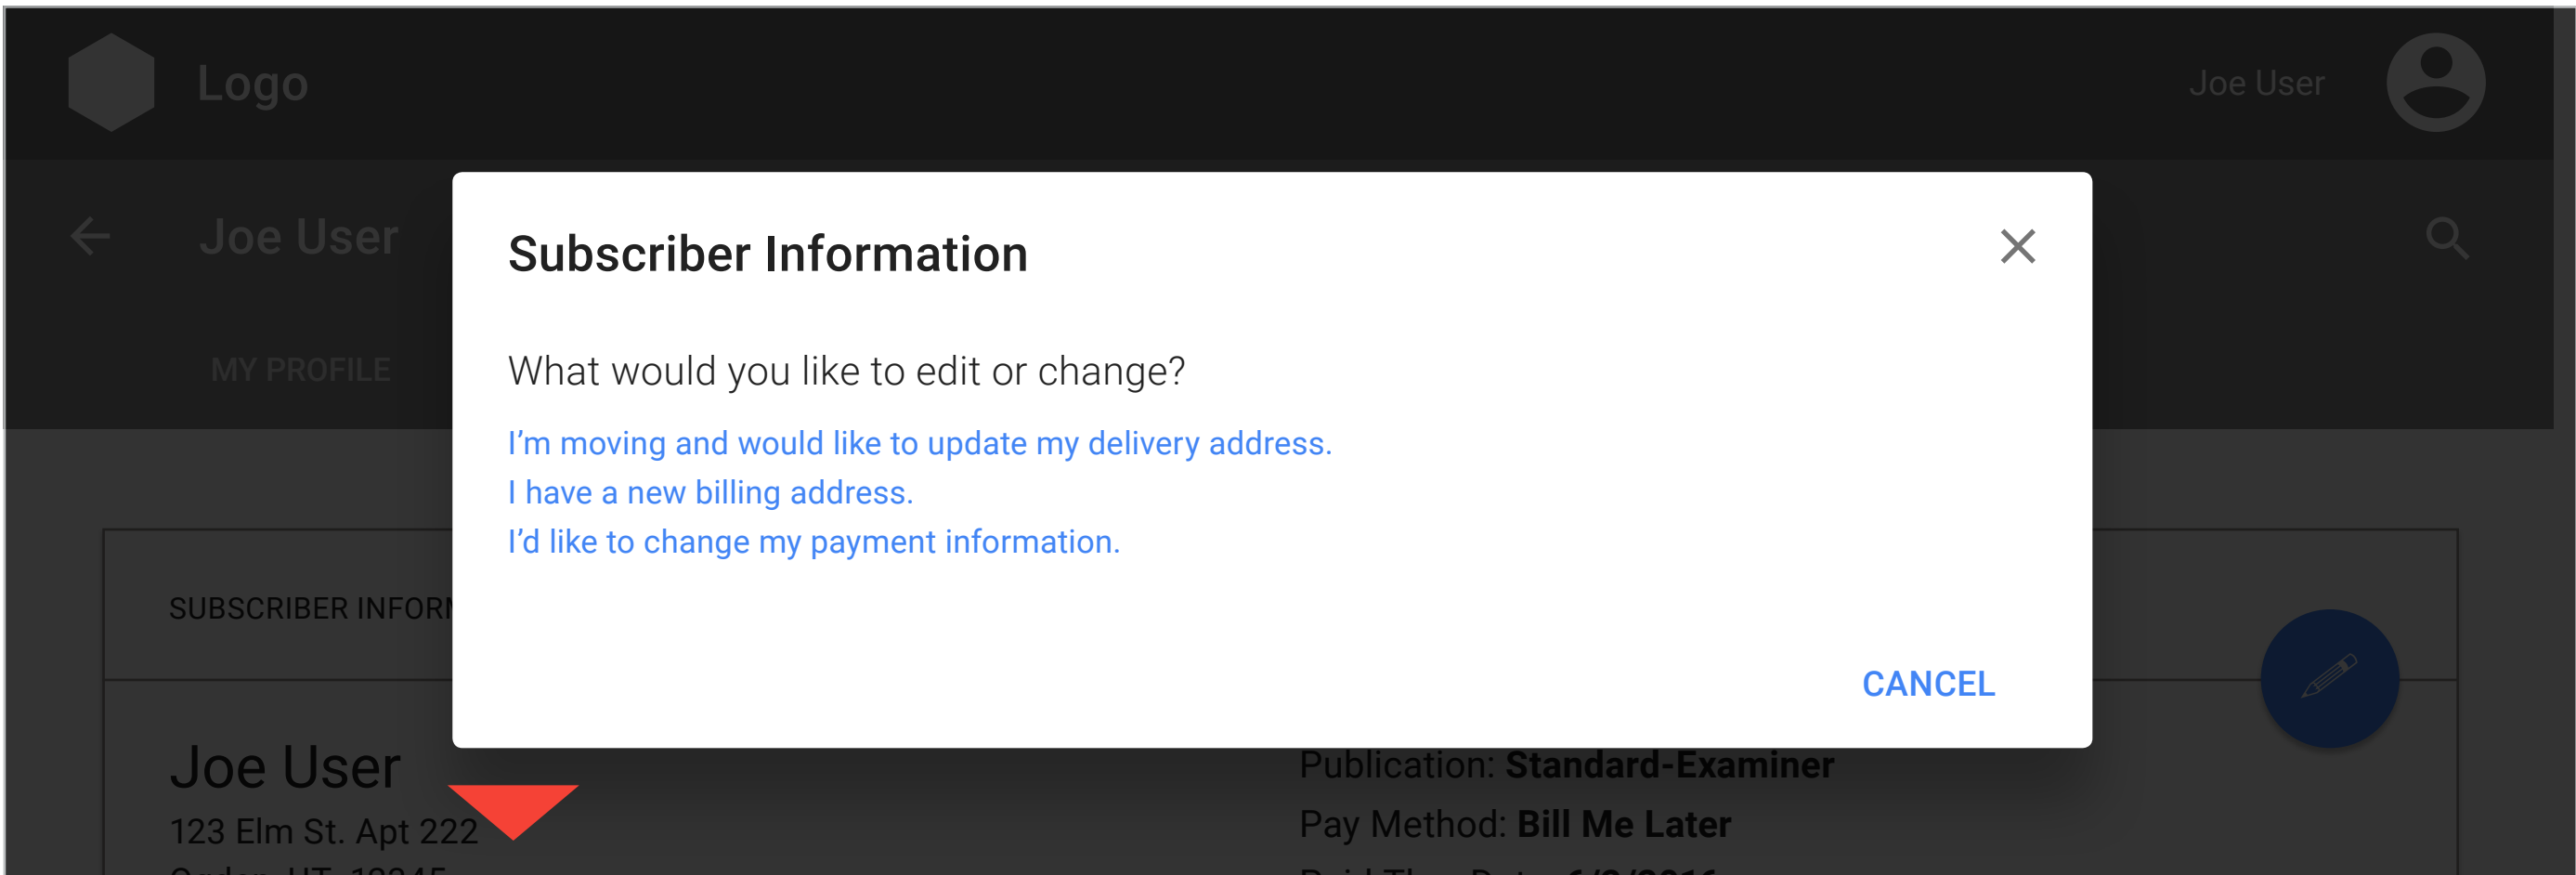 Logo
Joe User
Joe User
MY PROFILE
Subscriber Information
What would you like to edit or change?
I’m moving and would like to update my delivery address.
I have a new billing address.
I’d like to change my payment information.
CANCEL
SUBSCRIBER
Joe User
123 Elm St. Apt 222
Publication: Standard-Examiner
Pay Method: Bill Me Later